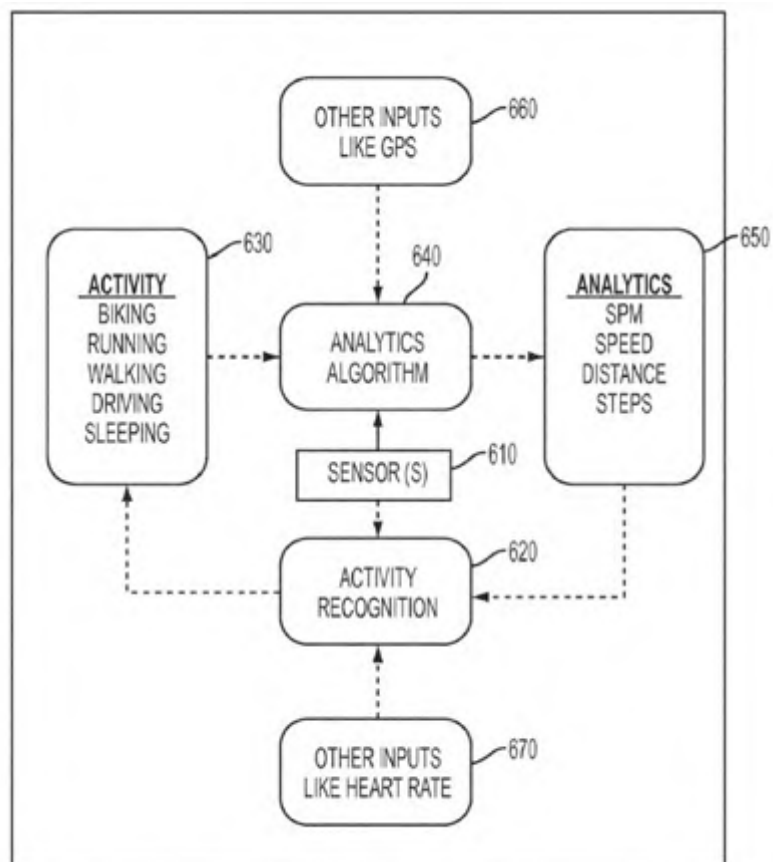 OTHER INPUTS
LIKE GPS
660
630
ACTIVITY
BIKING
RUNNING
WALKING
DRIVING
SLEEPING
640
ANALYTICS
ALGORITHM
650
ANALYTICS
SPM
SPEED
DISTANCE
STEPS
SENSOR (S)
610
ACTIVITY
RECOGNITION
620
OTHER INPUTS
LIKE HEART RATE
670